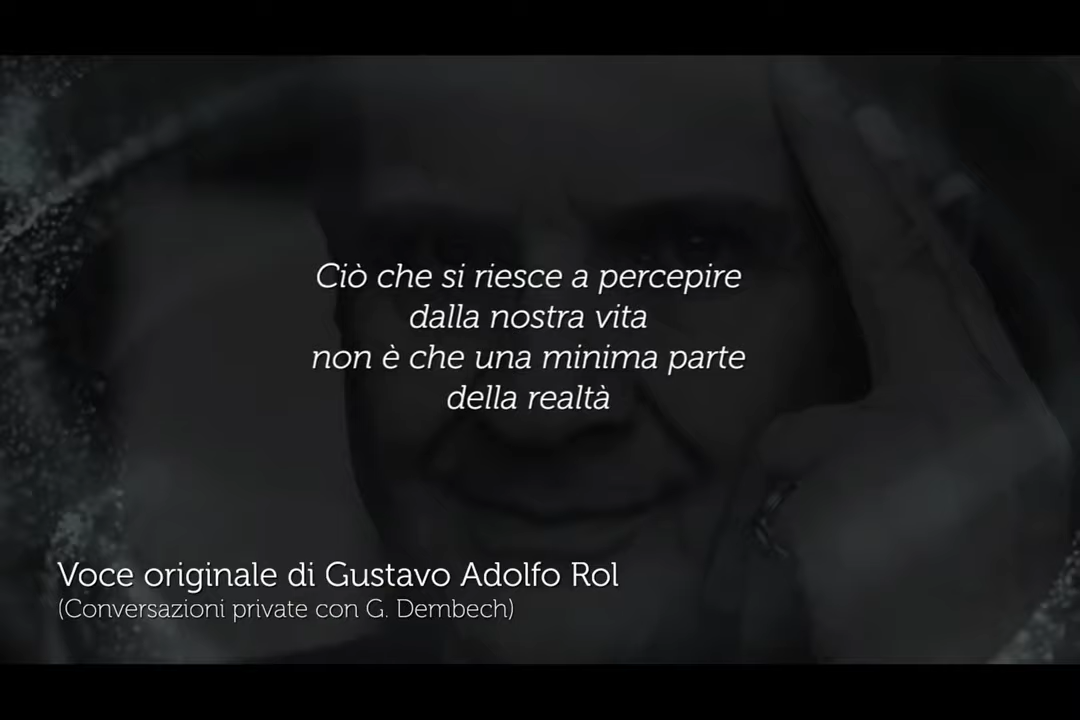 Ciò che si riesce a percepire
dalla nostra vita
non è che una minima parte
della realtà
Voce originale di Gustavo Adolfo Rol
(Conversazioni private con G. Dembech)